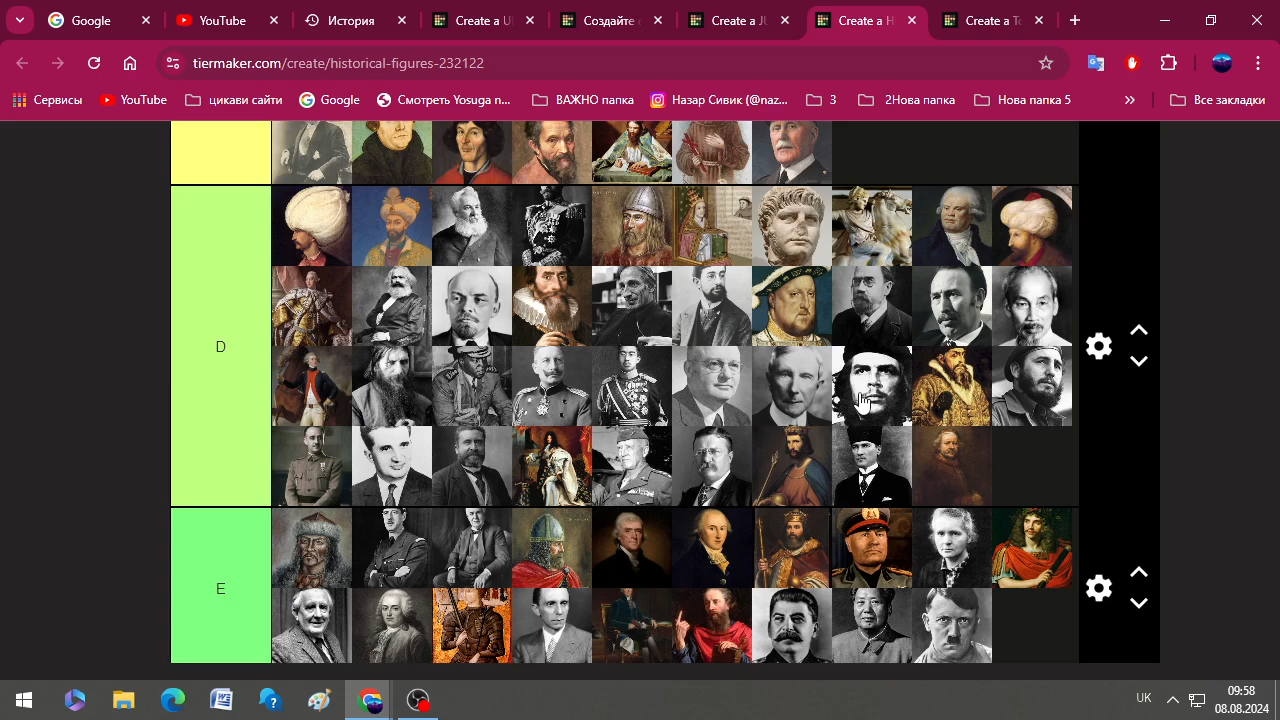 Google
YouTube
История
Create a U
Создайте
Create a JU
Create a H
Create a To
tiermaker.com/create/historical-figures-232122
Сервисы
YouTube
цикави сайти
Google
Смотреть Yosuga n...
ВАЖНО папка
Назар Сивик (@naz...
3
2Нова папка
Нова папка 5
»
Все закладки
D
E
UK
09:58
08.08.2024